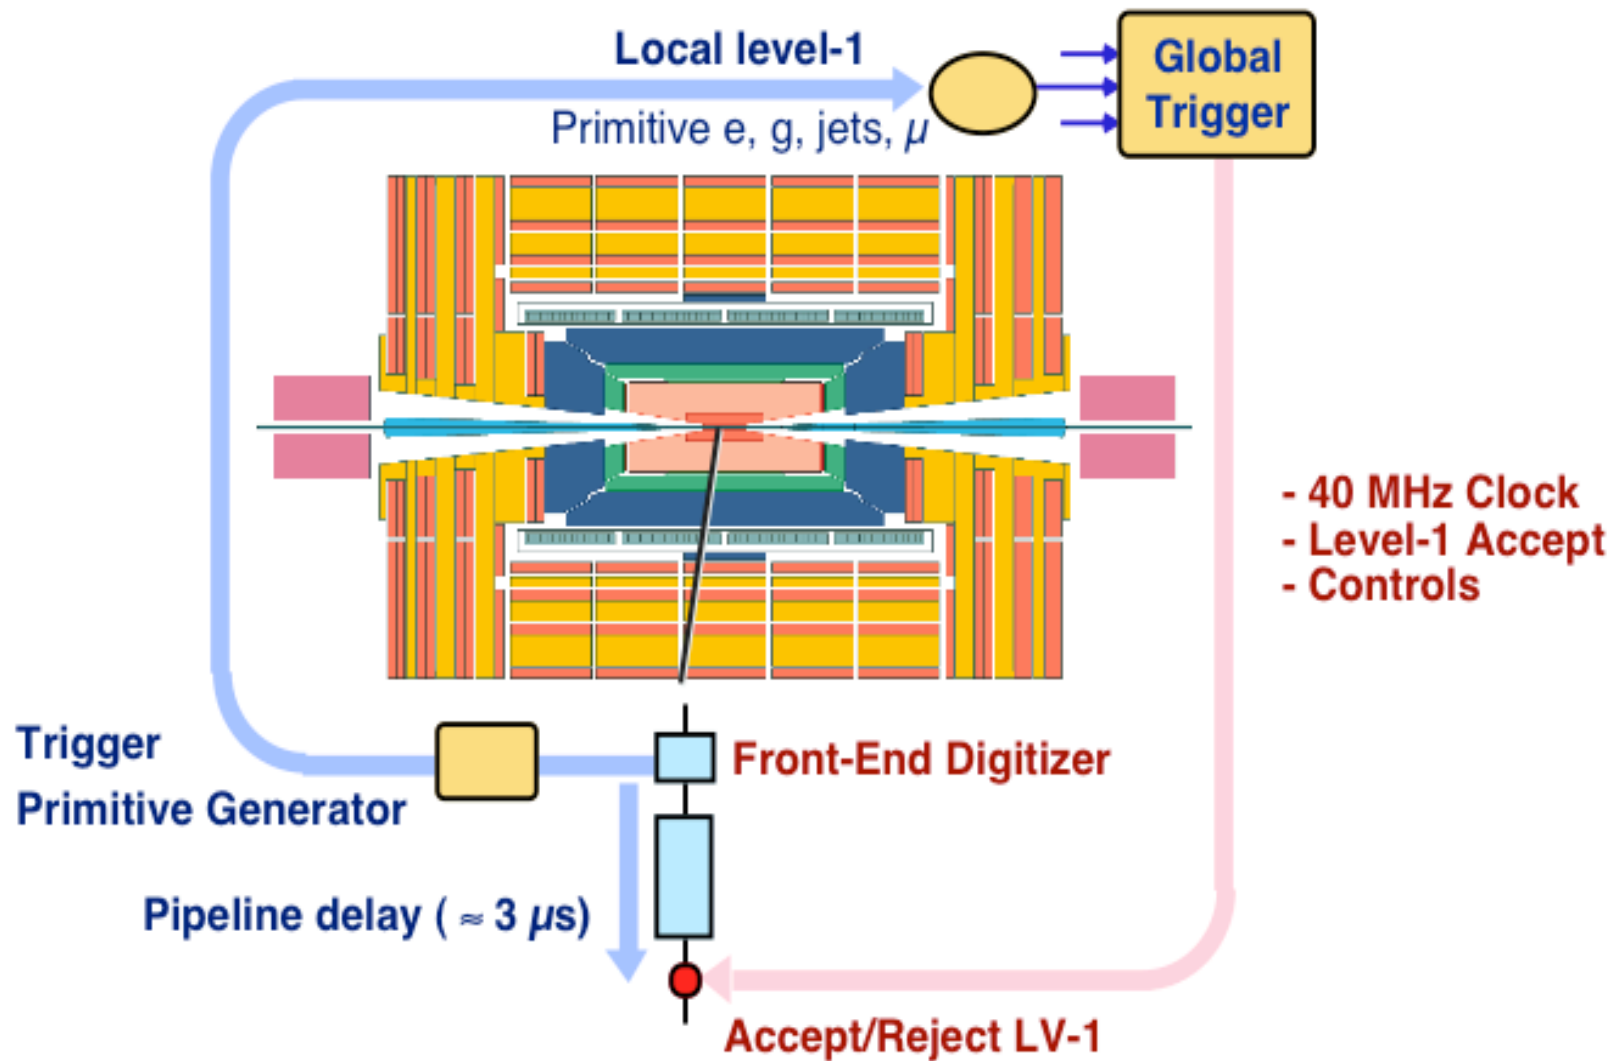 Local level-1
Primitive e, g, jets, μ
Global
Trigger
- 40 MHz Clock
- Level-1 Accept
- Controls
Trigger
Primitive Generator
Front-End Digitizer
Pipeline delay ( ≈ 3 μs)
Accept/Reject LV-1